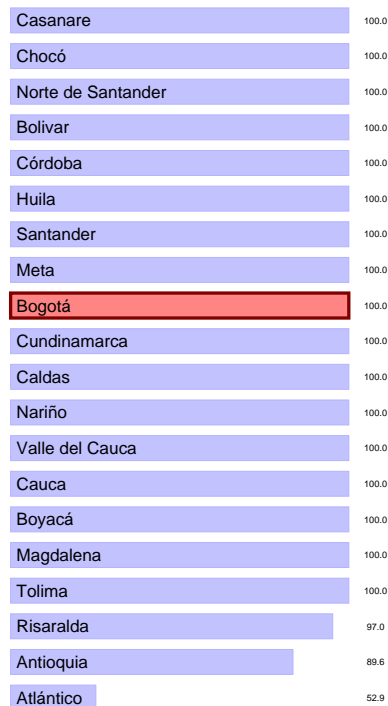 Casanare 100.0
Chocó 100.0
Norte de Santander 100.0
Bolivar 100.0
Córdoba 100.0
Huila 100.0
Santander 100.0
Meta 100.0
Bogotá 100.0
Cundinamarca 100.0
Caldas 100.0
Nariño 100.0
Valle del Cauca 100.0
Cauca 100.0
Boyacá 100.0
Magdalena 100.0
Tolima 100.0
Risaralda 97.0
Antioquia 89.6
Atlántico 52.9